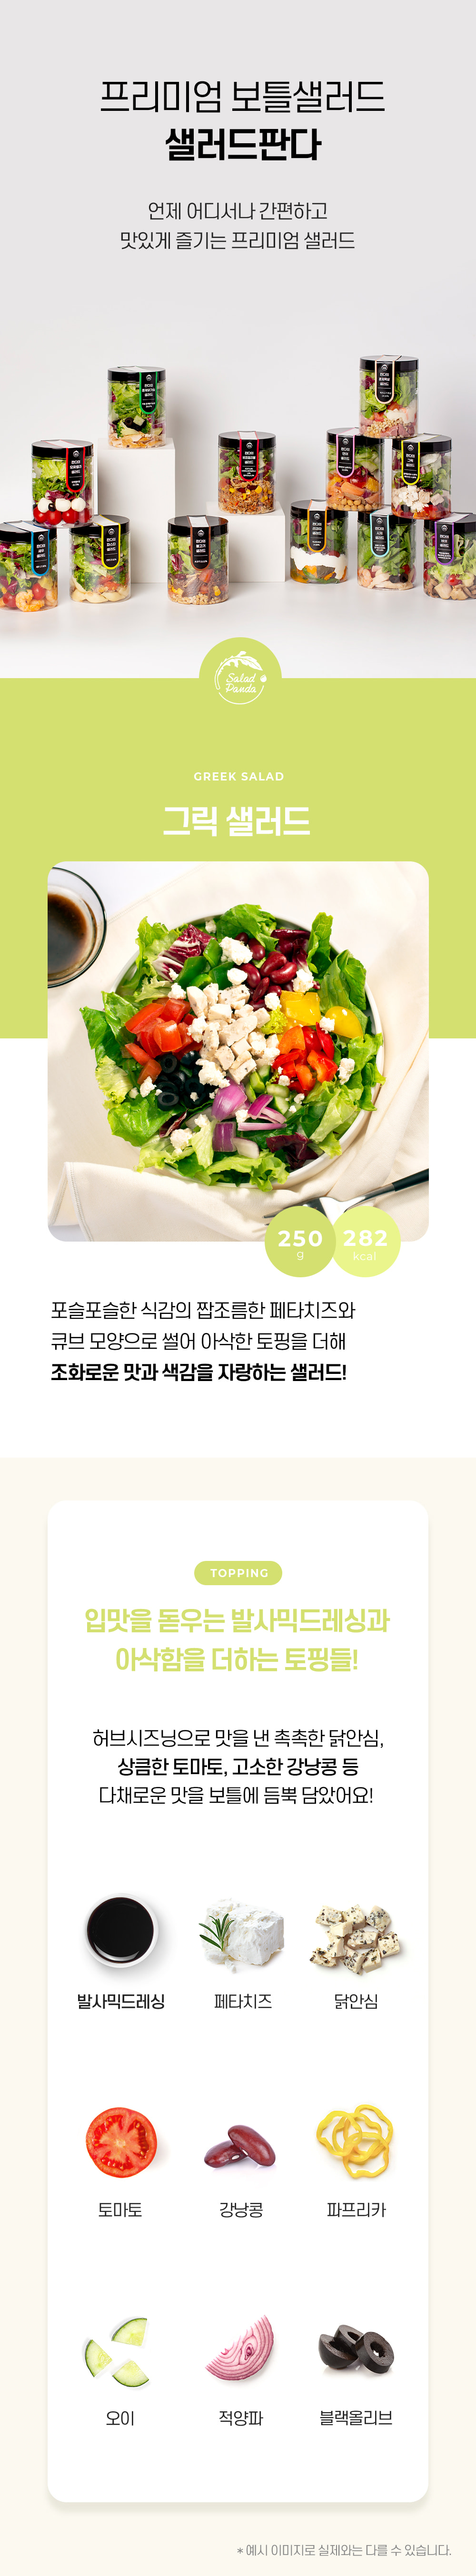 프리미엄 보틀샐러드
샐러드판다
언제 어디서나 간편하고
맛있게 즐기는 프리미엄 샐러드
Salad
Panda
GREEK SALAD
그릭 샐러드
250
g
282
kcal
포슬포슬한 식감의 짭조름한 페타치즈와
큐브 모양으로 썰어 아삭한 토핑을 더해
조화로운 맛과 색감을 자랑하는 샐러드!
TOPPING
입맛을 돋우는 발사믹드레싱과
아삭함을 더하는 토핑들!
허브시즈닝으로 맛을 낸 촉촉한 닭안심,
상큼한 토마토, 고소한 강낭콩 등
다채로운 맛을 보틀에 듬뿍 담았어요!
발사믹드레싱
페타치즈
닭안심
토마토
강낭콩
파프리카
오이
적양파
블랙올리브
* 예시 이미지로 실제와는 다를 수 있습니다.